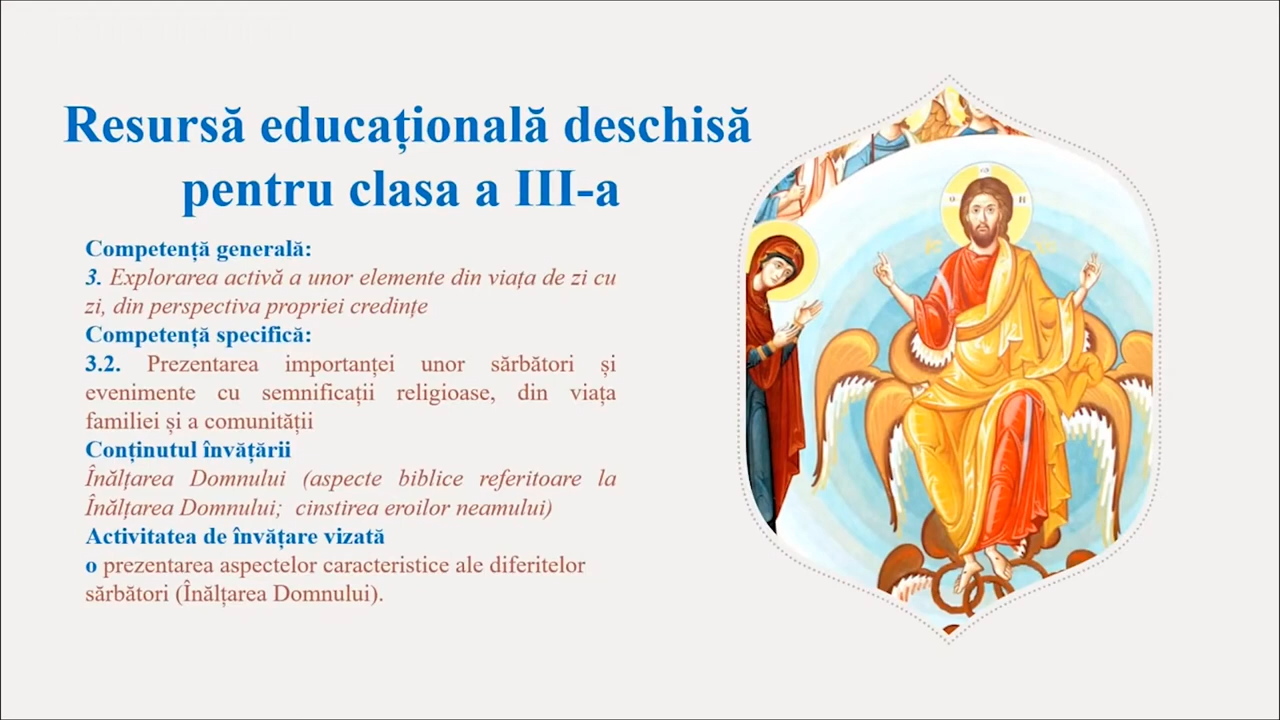 Resursă educațională deschisă
pentru clasa a III-a
Competență generală:
3. Explorarea activă a unor elemente din viața de zi cu
zi, din perspectiva propriei credințe
Competență specifică:
3.2. Prezentarea importanței unor sărbători și
evenimente cu semnificații religioase, din viața
familiei și a comunității
Conținutul învățării
Înălțarea Domnului (aspecte biblice referitoare la
Înălțarea Domnului; cinstirea eroilor neamului)
Activitatea de învățare vizată
o prezentarea aspectelor caracteristice ale diferitelor
sărbători (Înălțarea Domnului).